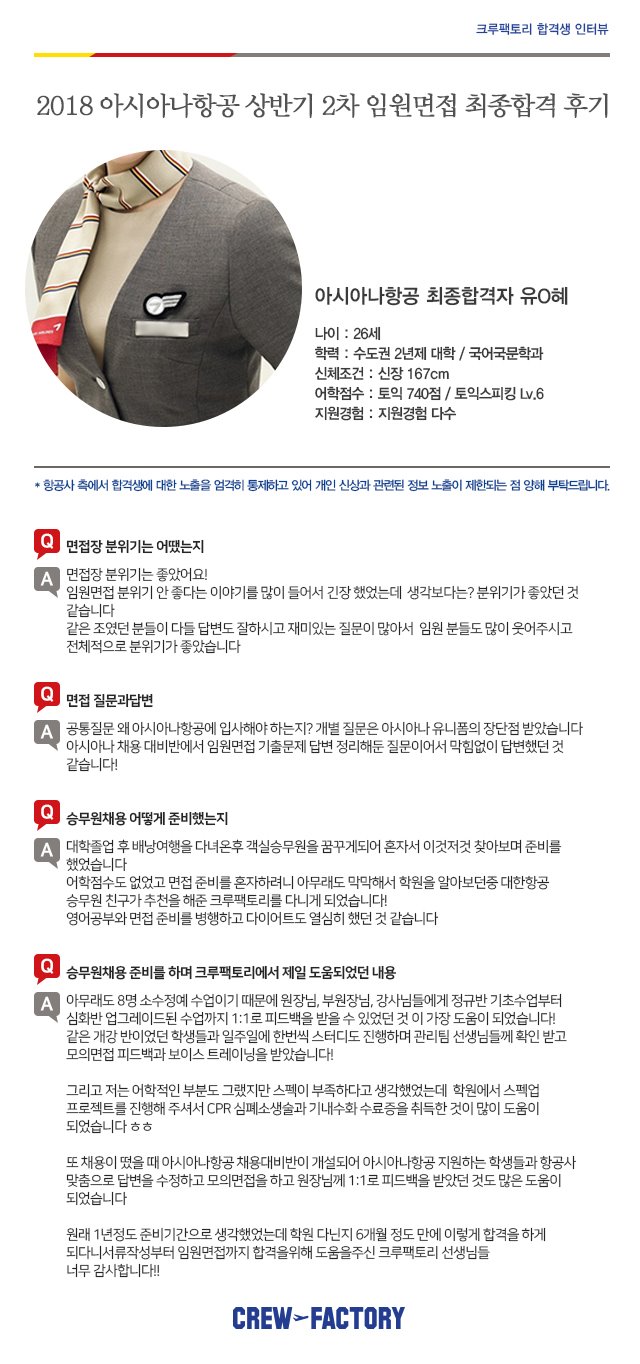 크루팩토리 합격생 인터뷰
2018 아시아나항공 상반기 2차 임원면접 최종합격 후기
아시아나항공 최종합격자 유O혜
나이 : 26세
학력 : 수도권 2년제 대학 / 국어국문학과
신체조건 : 신장 167cm
어학점수 : 토익 740점 / 토익스피킹 Lv.6
지원경험 : 지원경험 다수
* 항공사 측에서 합격생에 대한 노출을 엄격히 통제하고 있어 개인 신상과 관련된 정보 노출이 제한되는 점 양해 부탁드립니다.
Q 면접장 분위기는 어땠는지
A 면접장 분위기는 좋았어요!
임원면접 분위기 안 좋다는 이야기를 많이 들어서 긴장 했었는데 생각보다는? 분위기가 좋았던 것
같습니다
같은 조였던 분들이 다들 답변도 잘하시고 재미있는 질문이 많아서 임원 분들도 많이 웃어주시고
전체적으로 분위기가 좋았습니다
Q 면접 질문과답변
A 공통질문 왜 아시아나항공에 입사해야 하는지? 개별 질문은 아시아나 유니폼의 장단점 받았습니다
아시아나 채용 대비반에서 임원면접 기출문제 답변 정리해둔 질문이어서 막힘없이 답변했던 것
같습니다!
Q 승무원채용 어떻게 준비했는지
A 대학졸업 후 배낭여행을 다녀온후 객실승무원을 꿈꾸게되어 혼자서 이것저것 찾아보며 준비를
했었습니다
어학점수도 없었고 면접 준비를 혼자하려니 아무래도 막막해서 학원을 알아보던중 대한항공
승무원 친구가 추천을 해준 크루팩토리를 다니게 되었습니다!
영어공부와 면접 준비를 병행하고 다이어트도 열심히 했던 것 같습니다
Q 승무원채용 준비를 하며 크루팩토리에서 제일 도움되었던 내용
A 아무래도 8명 소수정예 수업이기 때문에 원장님, 부원장님, 강사님들에게 정규반 기초수업부터
심화반 업그레이드된 수업까지 1:1로 피드백을 받을 수 있었던 것 이 가장 도움이 되었습니다!
같은 개강 반이었던 학생들과 일주일에 한번씩 스터디도 진행하며 관리팀 선생님들께 확인 받고
모의면접 피드백과 보이스 트레이닝을 받았습니다!
그리고 저는 어학적인 부분도 그랬지만 스펙이 부족하다고 생각했었는데 학원에서 스펙업
프로젝트를 진행해 주셔서 CPR 심폐소생술과 기내수화 수료증을 취득한 것이 많이 도움이
되었습니다 ㅎㅎ
또 채용이 떴을 때 아시아나항공 채용대비반이 개설되어 아시아나항공 지원하는 학생들과 항공사
맞춤으로 답변을 수정하고 모의면접을 하고 원장님께 1:1로 피드백을 받았던 것도 많은 도움이
되었습니다
원래 1년정도 준비기간으로 생각했었는데 학원 다닌지 6개월 정도 만에 이렇게 합격을 하게
되다니서류작성부터 임원면접까지 합격을위해 도움을주신 크루팩토리 선생님들
너무 감사합니다!!
CREW FACTORY